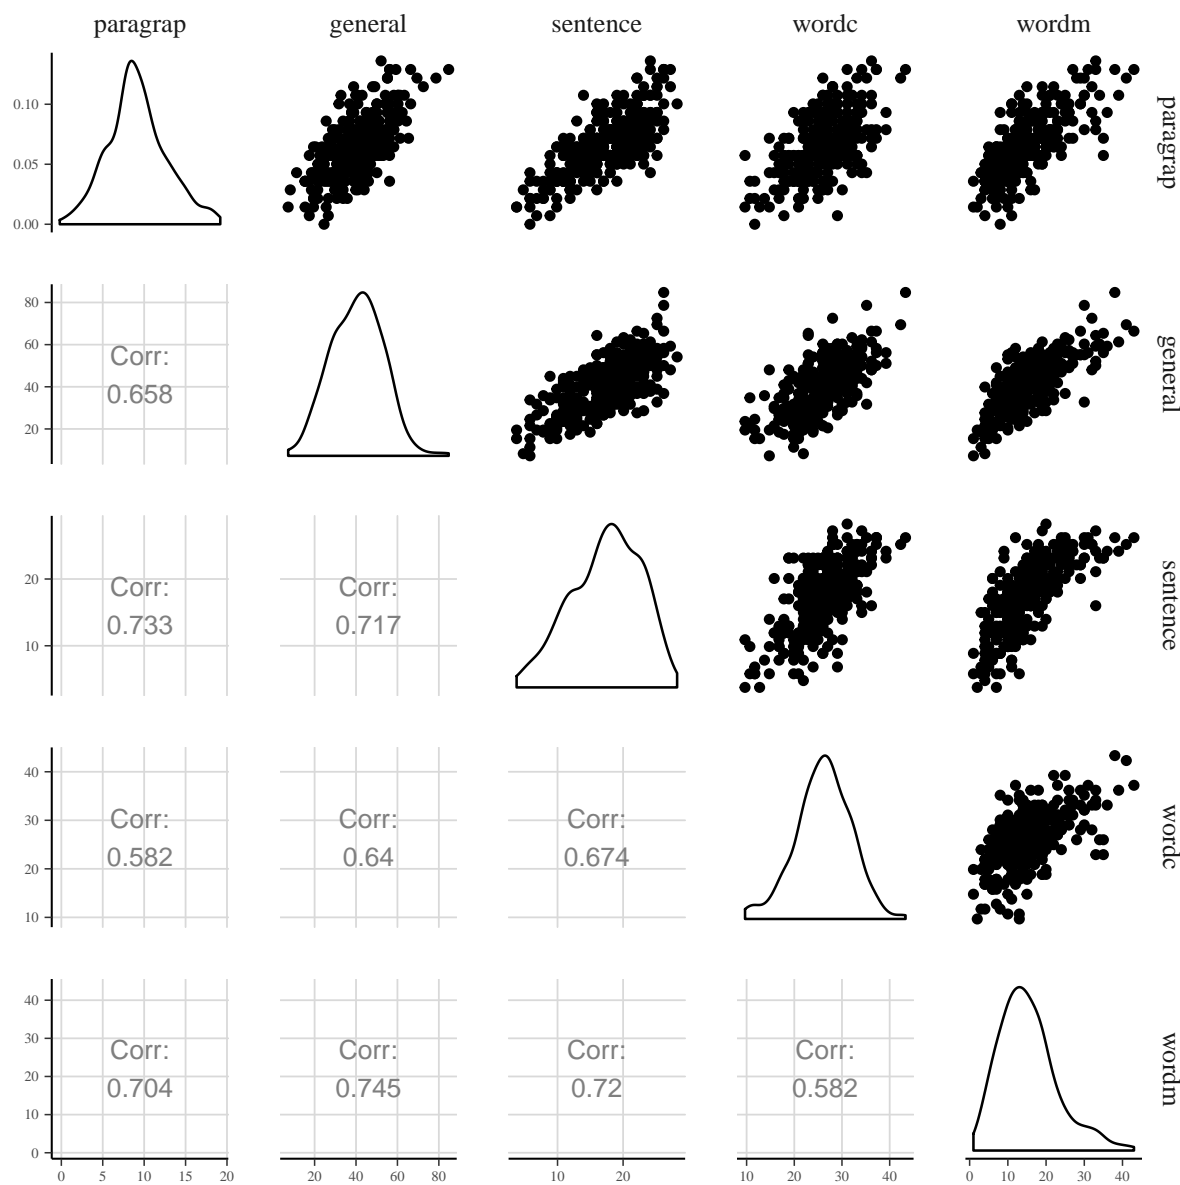 paragrap general sentence wordc wordm
0.10
0.05
0.00
paragrap
80
60
40
20
Corr:
0.658
general
20
10
Corr:
0.733
Corr:
0.717
sentence
40
30
20
10
Corr:
0.582
Corr:
0.64
Corr:
0.674
wordc
40
30
20
10
0
Corr:
0.704
Corr:
0.745
Corr:
0.72
Corr:
0.582
wordm
0 5 10 15 20
20 40 60 80
10 20
10 20 30 40
0 10 20 30 40